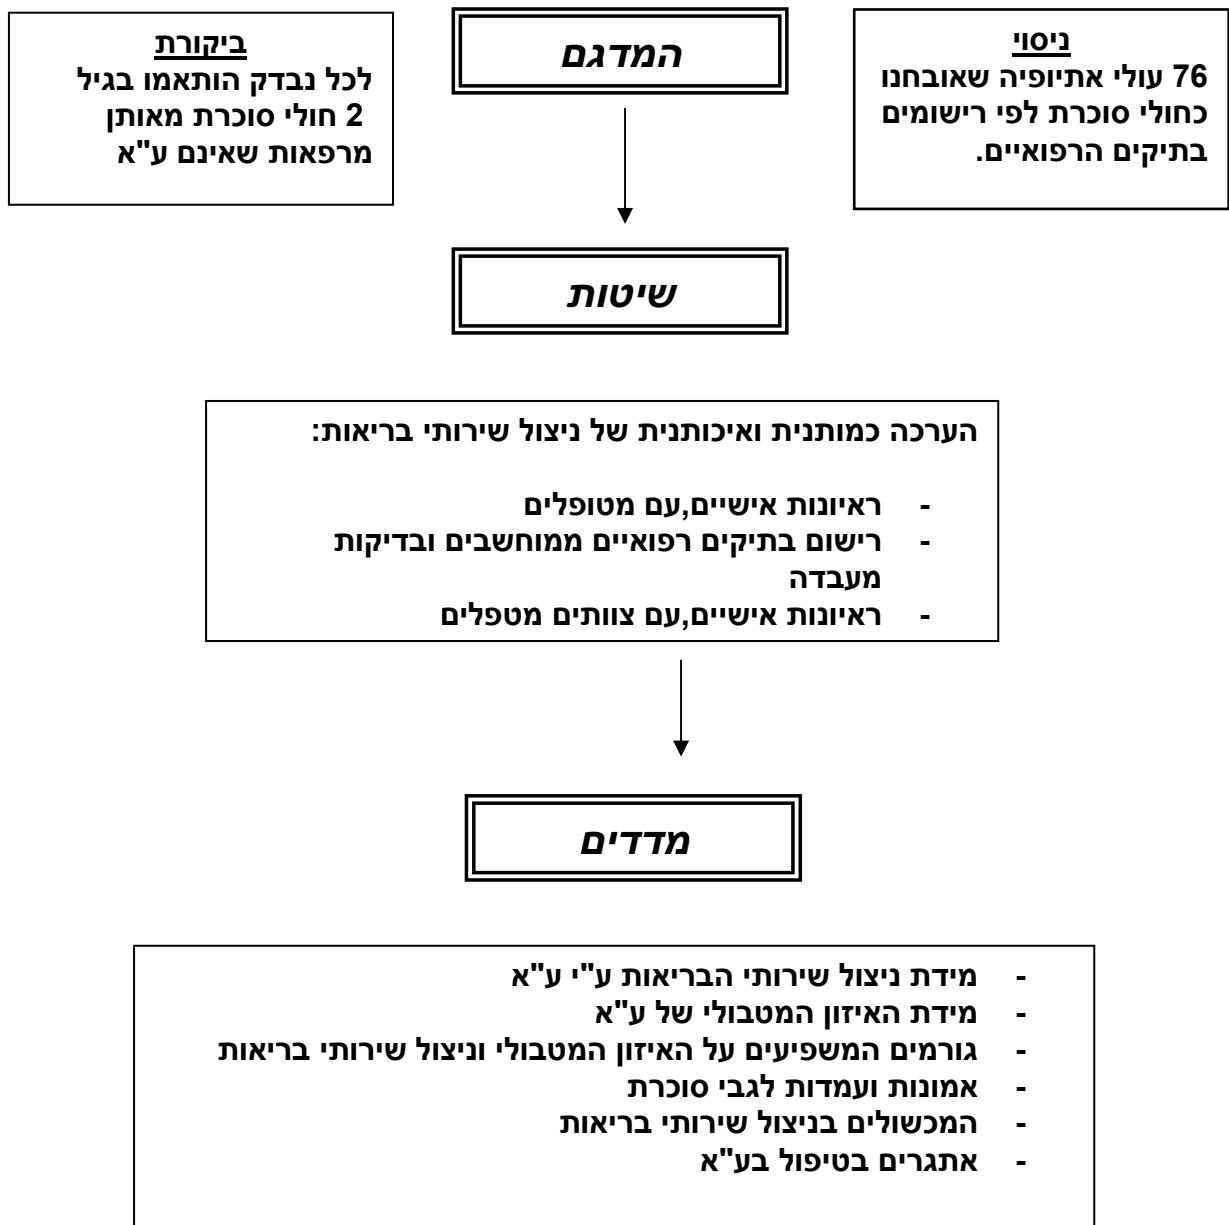 המדגם
ניסוי
76 עולי אתיופיה שאובחנו
כחולי סוכרת לפי רישומים
בתיקים הרפואיים.
ביקורת
לכל נבדק הותאמו בגיל
2 חולי סוכרת מאותן
מרפאות שאינם ע"א
שיטות
הערכה כמותנית ואיכותנית של ניצול שירותי בריאות:
- ראיונות אישיים,עם מטופלים
- רישום בתיקים רפואיים ממוחשבים ובדיקות
מעבדה
- ראיונות אישיים,עם צוותים מטפלים
מדדים
- מידת ניצול שירותי הבריאות ע"י ע"א
- מידת האיזון המטבולי של ע"א
- גורמים המשפיעים על האיזון המטבולי וניצול שירותי בריאות
- אמונות ועמדות לגבי סוכרת
- המכשולים בניצול שירותי בריאות
- אתגרים בטיפול בע"א